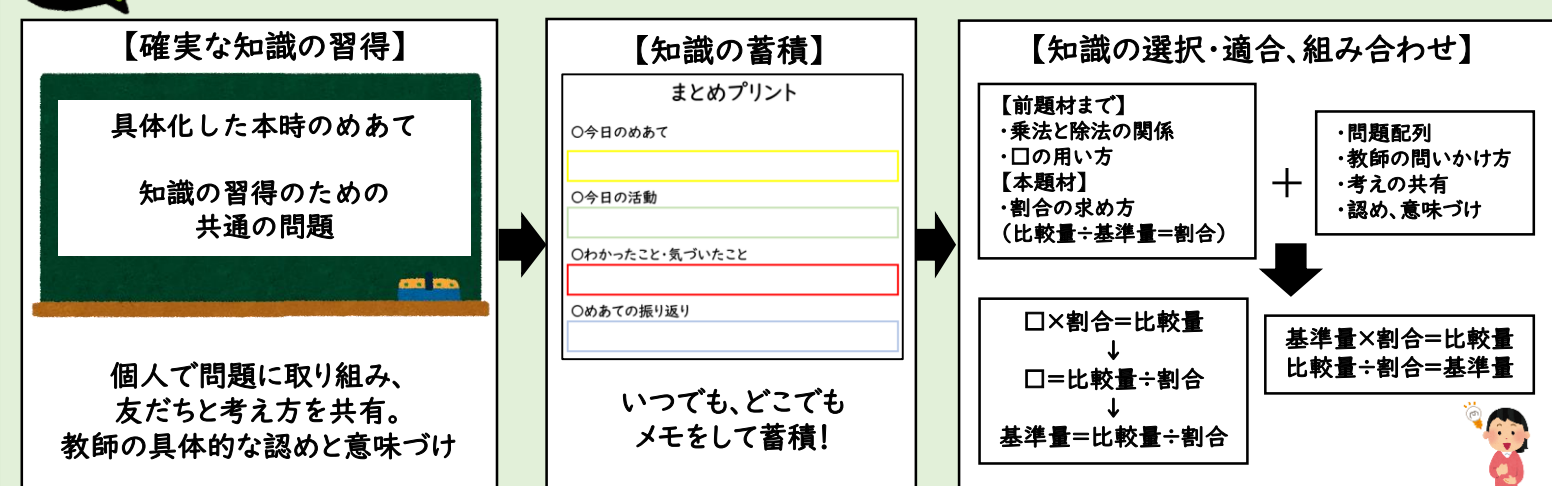 【確実な知識の習得】
具体化した本時のめあて
知識の習得のための
共通の問題
個人で問題に取り組み、
友だちと考え方を共有。
教師の具体的な認めと意味づけ
【知識の蓄積】
まとめプリント
○今日のめあて
○今日の活動
○わかったこと・気づいたこと
○めあての振り返り
いつでも、どこでも
メモをして蓄積!
【知識の選択・適合、組み合わせ】
【前題材まで】
・乗法と除法の関係
・□の用い方
【本題材】
・割合の求め方
(比較量÷基準量=割合)
+
・問題配列
・教師の問いかけ方
・考えの共有
・認め、意味づけ
□×割合=比較量
↓
□=比較量÷割合
↓
基準量=比較量÷割合
基準量×割合=比較量
比較量÷割合=基準量